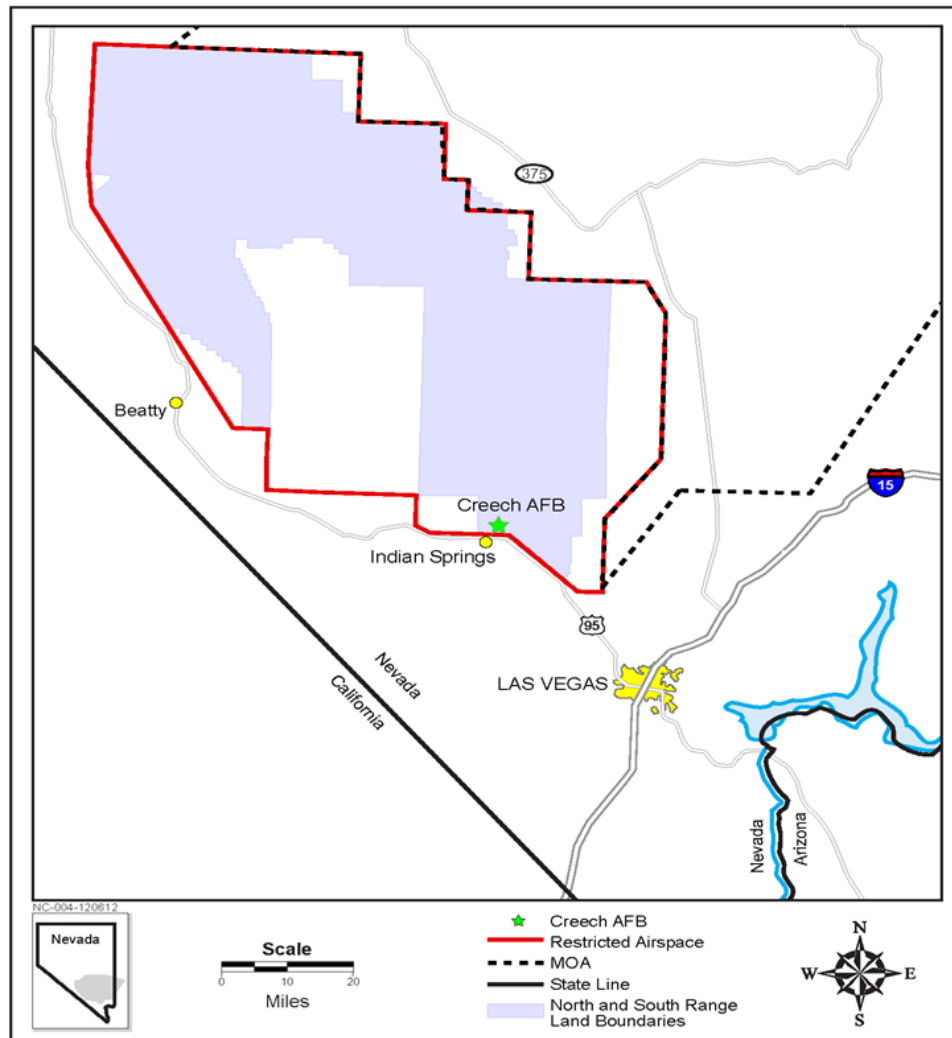 375
Beatty
15
Creech AFB
Indian Springs
95
LAS VEGAS
Nevada
California
Nevada
Arizona
NC-004-120612
Nevada
Scale
0 10 20
Miles
Creech AFB
Restricted Airspace
MOA
State Line
North and South Range
Land Boundaries
N
W E
S